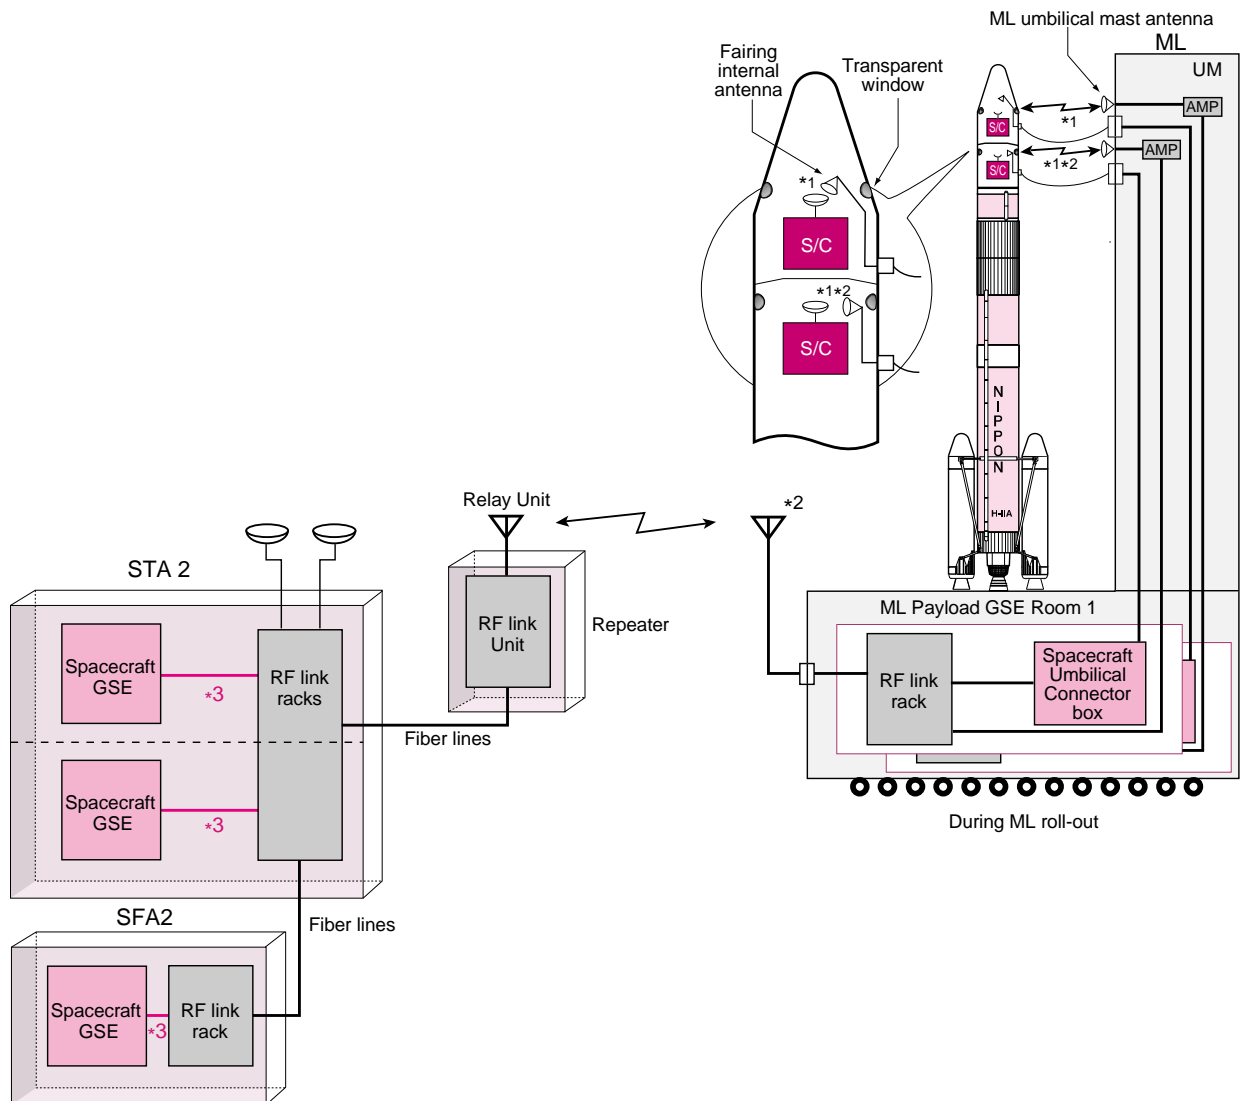 ML umbilical mast antenna
ML
UM
Fairing
internal
antenna
Transparent
window
AMP
*1
S/C
AMP
*1*2
S/C
*1
S/C
*1*2
S/C
NIPPON
H-IIA
Relay Unit
*2
STA 2
RF link
Unit
Repeater
ML Payload GSE Room 1
Spacecraft
GSE
*3
RF link
racks
Fiber lines
RF link
rack
Spacecraft
Umbilical
Connector
box
Spacecraft
GSE
*3
During ML roll-out
SFA2
Fiber lines
Spacecraft
GSE
*3
RF link
rack